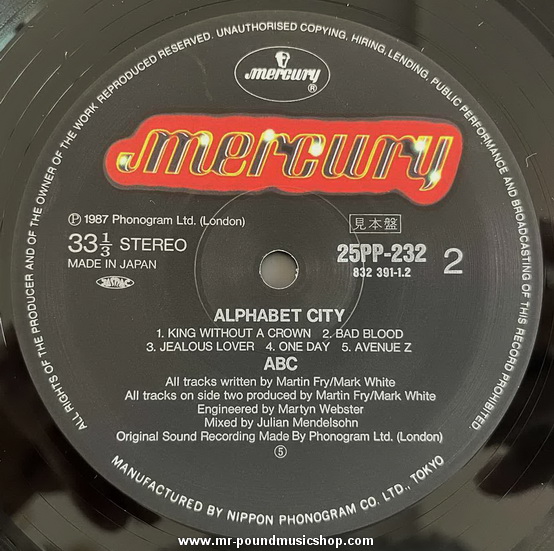 ALL RIGHTS OF THE PRODUCER AND OF THE OWNER OF THE WORK REPRODUCED RESERVED. UNAUTHORISED COPYING, HIRING, LENDING, PUBLIC PERFORMANCE AND BROADCASTING OF THIS RECORD PROHIBITED.
mercury
®
mercury
Ⓟ 1987 Phonogram Ltd. (London)
見本盤
33 1/3 STEREO
25PP-232 2
MADE IN JAPAN
832 391-1.2
ALPHABET CITY
1. KING WITHOUT A CROWN 2. BAD BLOOD
3. JEALOUS LOVER 4. ONE DAY 5. AVENUE Z
ABC
All tracks written by Martin Fry/Mark White
All tracks on side two produced by Martin Fry/Mark White
Engineered by Martyn Webster
Mixed by Julian Mendelsohn
Original Sound Recording Made By Phonogram Ltd. (London)
⑤
MANUFACTURED BY NIPPON PHONOGRAM CO. LTD., TOKYO
www.mr-poundmusicshop.com